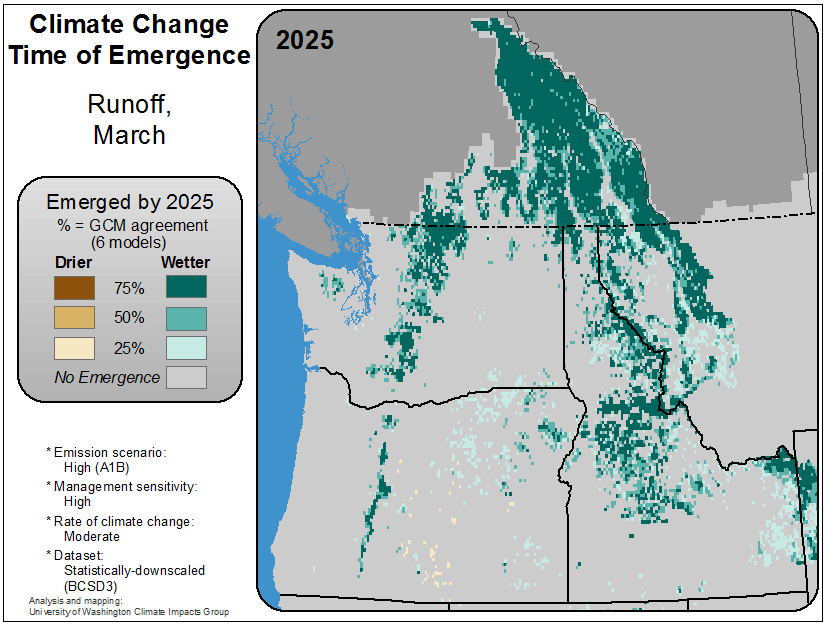 Climate Change
Time of Emergence
Runoff,
March
2025
Emerged by 2025
% = GCM agreement
(6 models)
Drier Wetter
75%
50%
25%
No Emergence
* Emission scenario:
High (A1B)
* Management sensitivity:
High
* Rate of climate change:
Moderate
* Dataset:
Statistically-downscaled
(BCSD3)
Analysis and mapping:
University of Washington Climate Impacts Group